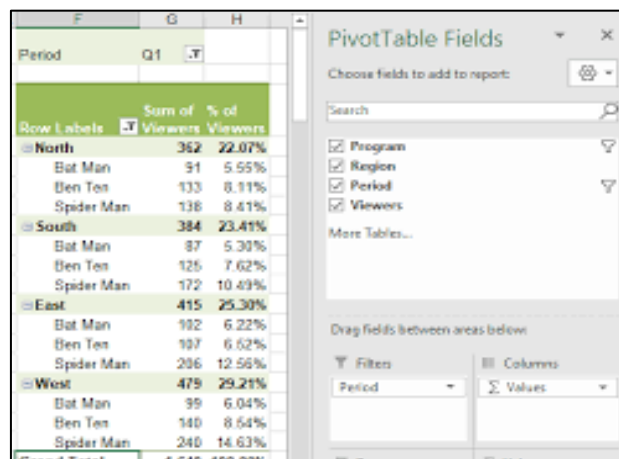 F G H
Period Q1
Sum of % of
Row Labels Viewers Viewers
North 362 22.07%
Bat Man 91 5.55%
Ben Ten 133 8.11%
Spider Man 138 8.41%
South 384 23.41%
Bat Man 87 5.30%
Ben Ten 125 7.62%
Spider Man 172 10.49%
East 415 25.30%
Bat Man 102 6.22%
Ben Ten 107 6.52%
Spider Man 206 12.56%
West 479 29.21%
Bat Man 99 6.04%
Ben Ten 140 8.54%
Spider Man 240 14.63%
Grand Total
PivotTable Fields
Choose fields to add to report:
Search
Program
Region
Period
Viewers
More Tables...
Drag fields between areas below:
Filters
Period
Columns
Σ Values